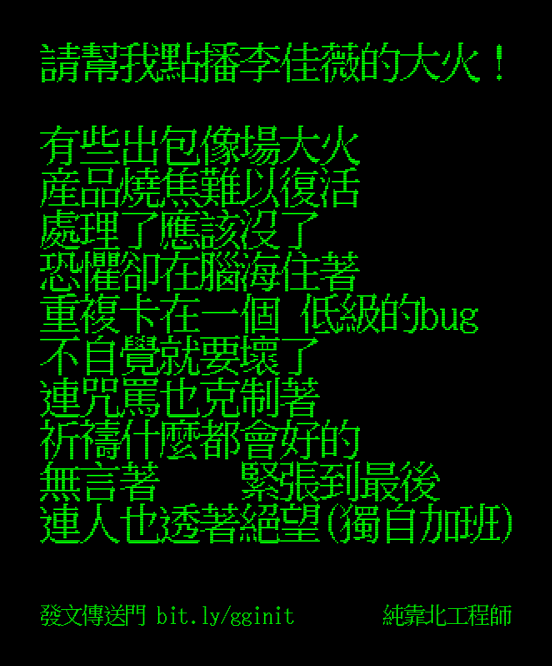 請幫我點播李佳薇的大火！
有些出包像場大火
產品燒焦難以復活
處理了應該沒了
恐懼卻在腦海住著
重複卡在一個 低級的bug
不自覺就要壞了
連咒罵也克制著
祈禱什麼都會好的
無言著　　緊張到最後
連人也透著絕望(獨自加班)
發文傳送門 bit.ly/gginit
純靠北工程師